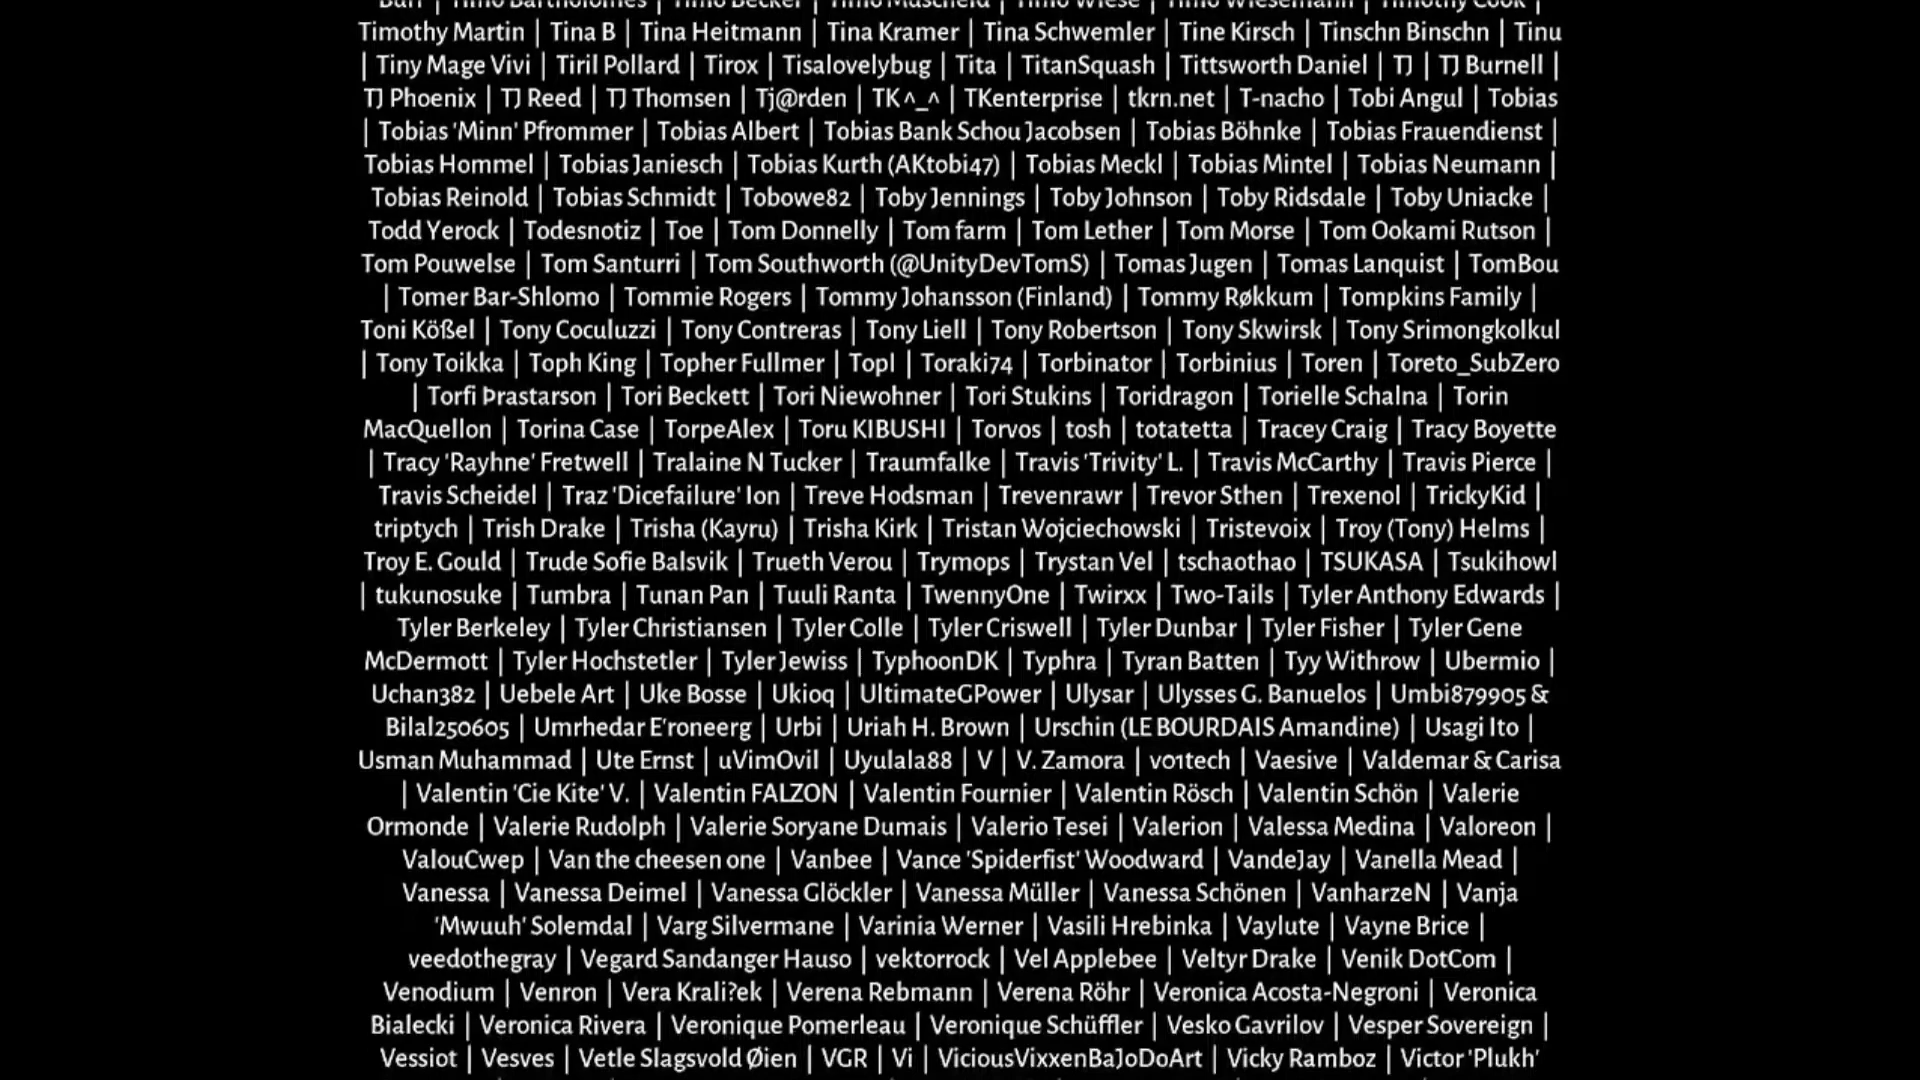 Burr | Timo Bartholomes | Timo Becker | Timo Muscheid | Timo Wiese | Timo Wiesemann | Timothy Cook |
Timothy Martin | Tina B | Tina Heitmann | Tina Kramer | Tina Schwemler | Tine Kirsch | Tinschn Binschn | Tinu
| Tiny Mage Vivi | Tiril Pollard | Tirox | Tisalovelybug | Tita | TitanSquash | Tittsworth Daniel | TJ | TJ Burnell |
TJ Phoenix | TJ Reed | TJ Thomsen | Tj@rden | TK^_^ | TKenterprise | tkrn.net | T-nacho | Tobi Angul | Tobias
| Tobias 'Minn' Pfrommer | Tobias Albert | Tobias Bank Schou Jacobsen | Tobias Böhnke | Tobias Frauendienst |
Tobias Hommel | Tobias Janiesch | Tobias Kurth (AKtobi47) | Tobias Meckl | Tobias Mintel | Tobias Neumann |
Tobias Reinold | Tobias Schmidt | Tobowe82 | Toby Jennings | Toby Johnson | Toby Ridsdale | Toby Uniacke |
Todd Yerock | Todesnotiz | Toe | Tom Donnelly | Tom farm | Tom Lether | Tom Morse | Tom Ookami Rutson |
Tom Pouwelse | Tom Santurri | Tom Southworth (@UnityDevTomS) | Tomas Jugen | Tomas Lanquist | TomBou
| Tomer Bar-Shlomo | Tommie Rogers | Tommy Johansson (Finland) | Tommy Røkkum | Tompkins Family |
Toni Kößel | Tony Coculuzzi | Tony Contreras | Tony Liell | Tony Robertson | Tony Skwirsk | Tony Srimongkolkul
| Tony Toikka | Toph King | Topher Fullmer | TopI | Toraki74 | Torbinator | Torbinius | Toren | Toreto_SubZero
| Torfi Þrastarson | Tori Beckett | Tori Niewohner | Tori Stukins | Toridragon | Torielle Schalna | Torin
MacQuellon | Torina Case | TorpeAlex | Toru KIBUSHI | Torvos | tosh | totatetta | Tracey Craig | Tracy Boyette
| Tracy 'Rayhne' Fretwell | Tralaine N Tucker | Traumfalke | Travis 'Trivity' L. | Travis McCarthy | Travis Pierce |
Travis Scheidel | Traz 'Dicefailure' Ion | Treve Hodsman | Trevenrawr | Trevor Sthen | Trexenol | TrickyKid |
triptych | Trish Drake | Trisha (Kayru) | Trisha Kirk | Tristan Wojciechowski | Tristevoix | Troy (Tony) Helms |
Troy E. Gould | Trude Sofie Balsvik | Trueth Verou | Trymops | Trystan Vel | tschaothao | TSUKASA | Tsukihowl
| tukunosuke | Tumbra | Tunan Pan | Tuuli Ranta | TwennyOne | Twirxx | Two-Tails | Tyler Anthony Edwards |
Tyler Berkeley | Tyler Christiansen | Tyler Colle | Tyler Criswell | Tyler Dunbar | Tyler Fisher | Tyler Gene
McDermott | Tyler Hochstetler | Tyler Jewiss | TyphoonDK | Typhra | Tyran Batten | Tyy Withrow | Ubermio |
Uchan382 | Uebele Art | Uke Bosse | Ukioq | UltimateGPower | Ulysar | Ulysses G. Banuelos | Umbi879905 &
Bilal250605 | Umrhedar E'roneerg | Urbi | Uriah H. Brown | Urschin (LE BOURDAIS Amandine) | Usagi Ito |
Usman Muhammad | Ute Ernst | uVimOvil | Uyulala88 | V | V. Zamora | v01tech | Vaesive | Valdemar & Carisa
| Valentin 'Cie Kite' V. | Valentin FALZON | Valentin Fournier | Valentin Rösch | Valentin Schön | Valerie
Ormonde | Valerie Rudolph | Valerie Soryane Dumais | Valerio Tesei | Valerion | Valessa Medina | Valoreon |
ValouCwep | Van the cheesen one | Vanbee | Vance 'Spiderfist' Woodward | VandeJay | Vanella Mead |
Vanessa | Vanessa Deimel | Vanessa Glöckler | Vanessa Müller | Vanessa Schönen | VanharzeN | Vanja
'Mwuuh' Solemdal | Varg Silvermane | Varinia Werner | Vasili Hrebinka | Vaylute | Vayne Brice |
veedothegray | Vegard Sandanger Hauso | vektorrock | Vel Applebee | Veltyr Drake | Venik DotCom |
Venodium | Venron | Vera Krali?ek | Verena Rebmann | Verena Röhr | Veronica Acosta-Negroni | Veronica
Bialecki | Veronica Rivera | Veronique Pomerleau | Veronique Schüffler | Vesko Gavrilov | Vesper Sovereign |
Vessiot | Vesves | Vetle Slagsvold Øien | VGR | Vi | ViciousVixxenBaJoDoArt | Vicky Ramboz | Victor 'Plukh'